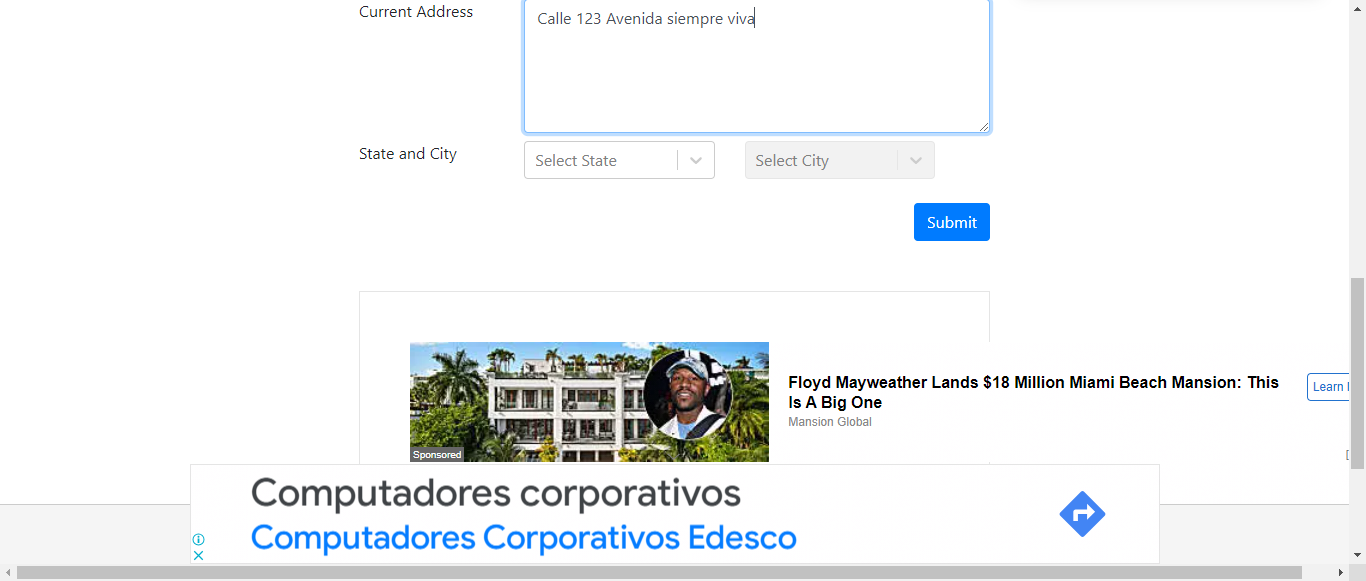 Current Address
Calle 123 Avenida siempre viva
State and City
Select State
Select City
Submit
Floyd Mayweather Lands $18 Million Miami Beach Mansion: This
Is A Big One
Mansion Global
Learn
Sponsored
Computadores corporativos
Computadores Corporativos Edesco